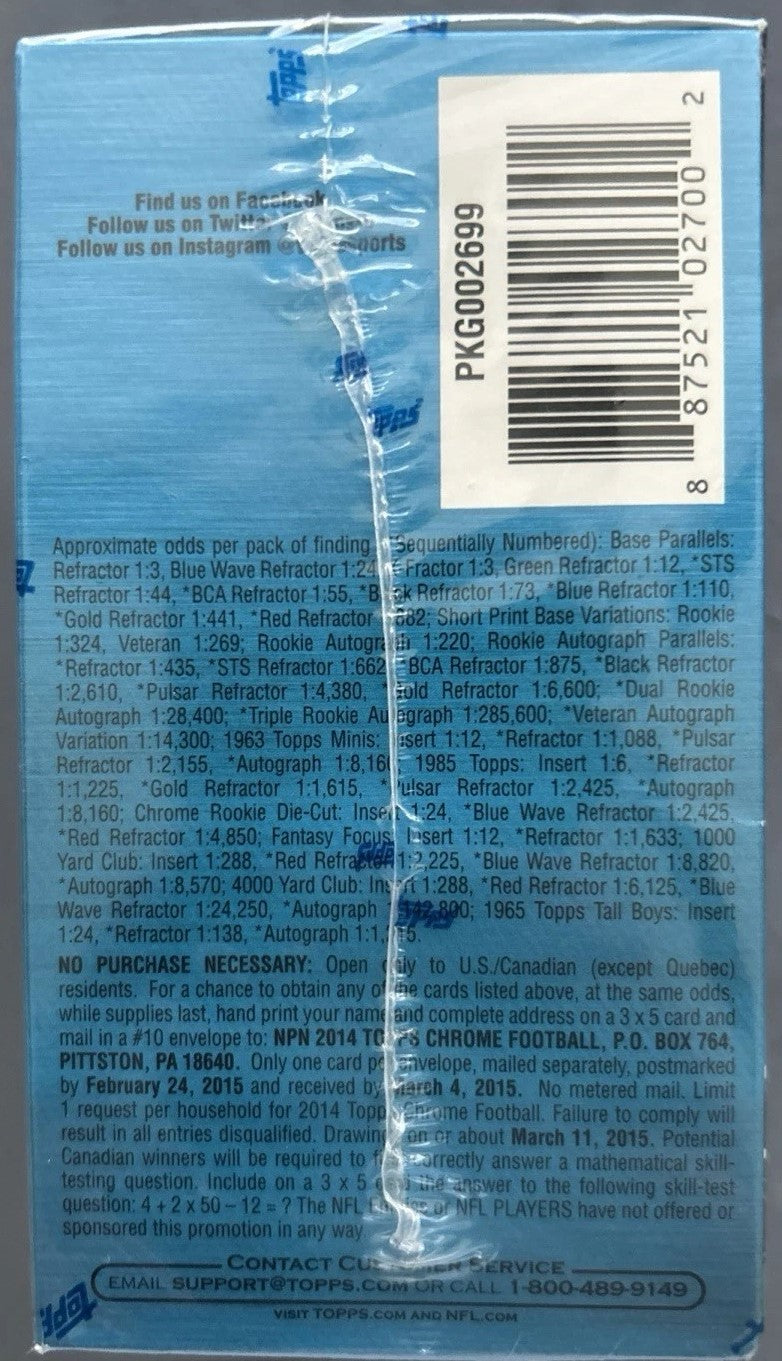 Find us on Facebook
Follow us on
Follow us on Instagram
PKG002699
8 87521 02700 2
Approximate odds per pack of finding (*Sequentially Numbered): Base Parallels:
Refractor 1:3, Blue Wave Refractor 1:24, Fractor 1:3, Green Refractor 1:12, *STS
Refractor 1:44, *BCA Refractor 1:55, *Black Refractor 1:73, *Blue Refractor 1:110,
*Gold Refractor 1:441, *Red Refractor Short Print Base Variations: Rookie
1:324, Veteran 1:269; Rookie Autograph 1:220; Rookie Autograph Parallels:
*Refractor 1:435, *STS Refractor 1:662, *BCA Refractor 1:875, *Black Refractor
1:2,610, *Pulsar Refractor 1:4,380, *Gold Refractor 1:6,600; *Dual Rookie
Autograph 1:28,400; *Triple Rookie Autograph 1:285,600; *Veteran Autograph
Variation 1:14,300; 1963 Topps Minis: Insert 1:12, *Refractor 1:1,088, *Pulsar
Refractor 1:2,155, *Autograph 1:8,160; 1985 Topps: Insert 1:6, *Refractor
1:1,225, *Gold Refractor 1:1,615, *Pulsar Refractor 1:2,425, *Autograph
1:8,160; Chrome Rookie Die-Cut: Insert 1:24, *Blue Wave Refractor 1:2,425,
*Red Refractor 1:4,850; Fantasy Focus: Insert 1:12, *Refractor 1:1,633; 1000
Yard Club: Insert 1:288, *Red Refractor 1:2,225, *Blue Wave Refractor 1:8,820,
*Autograph 1:8,570; 4000 Yard Club: Insert 1:288, *Red Refractor 1:6,125, *Blue
Wave Refractor 1:24,250, *Autograph 1:42,800; 1965 Topps Tall Boys: Insert
1:24, *Refractor 1:138, *Autograph
NO PURCHASE NECESSARY: Open only to U.S./Canadian (except Quebec)
residents. For a chance to obtain any of the cards listed above, at the same odds,
while supplies last, hand print your name and complete address on a 3 x 5 card and
mail in a #10 envelope to: NPN 2014 TOPPS CHROME FOOTBALL, P.O. BOX 764,
PITTSTON, PA 18640. Only one card per envelope, mailed separately, postmarked
by February 24, 2015 and received by March 4, 2015. No metered mail. Limit
1 request per household for 2014 Topps Chrome Football. Failure to comply will
result in all entries disqualified. Drawing on or about March 11, 2015. Potential
Canadian winners will be required to first correctly answer a mathematical skill-
testing question. Include on a 3 x 5 card the answer to the following skill-test
question: 4 + 2 x 50 – 12 = ? The NFL Entities or NFL PLAYERS have not offered or
sponsored this promotion in any way
CONTACT CUSTOMER SERVICE
EMAIL SUPPORT@TOPPS.COM OR CALL 1-800-489-9149
VISIT TOPPS.COM AND NFL.COM
Topps